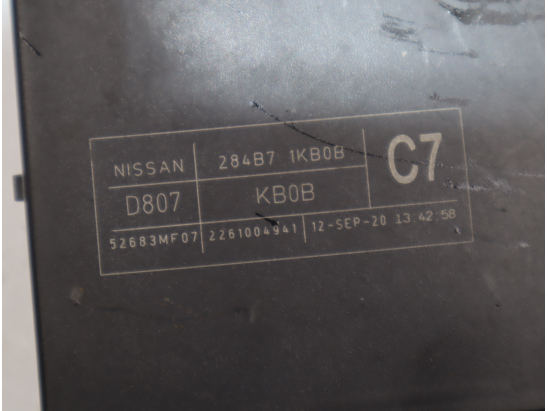 NISSAN 284B7 1KB0B C7
D807 KB0B
52683MF07 2261004941 12-SEP-20 13:42:58